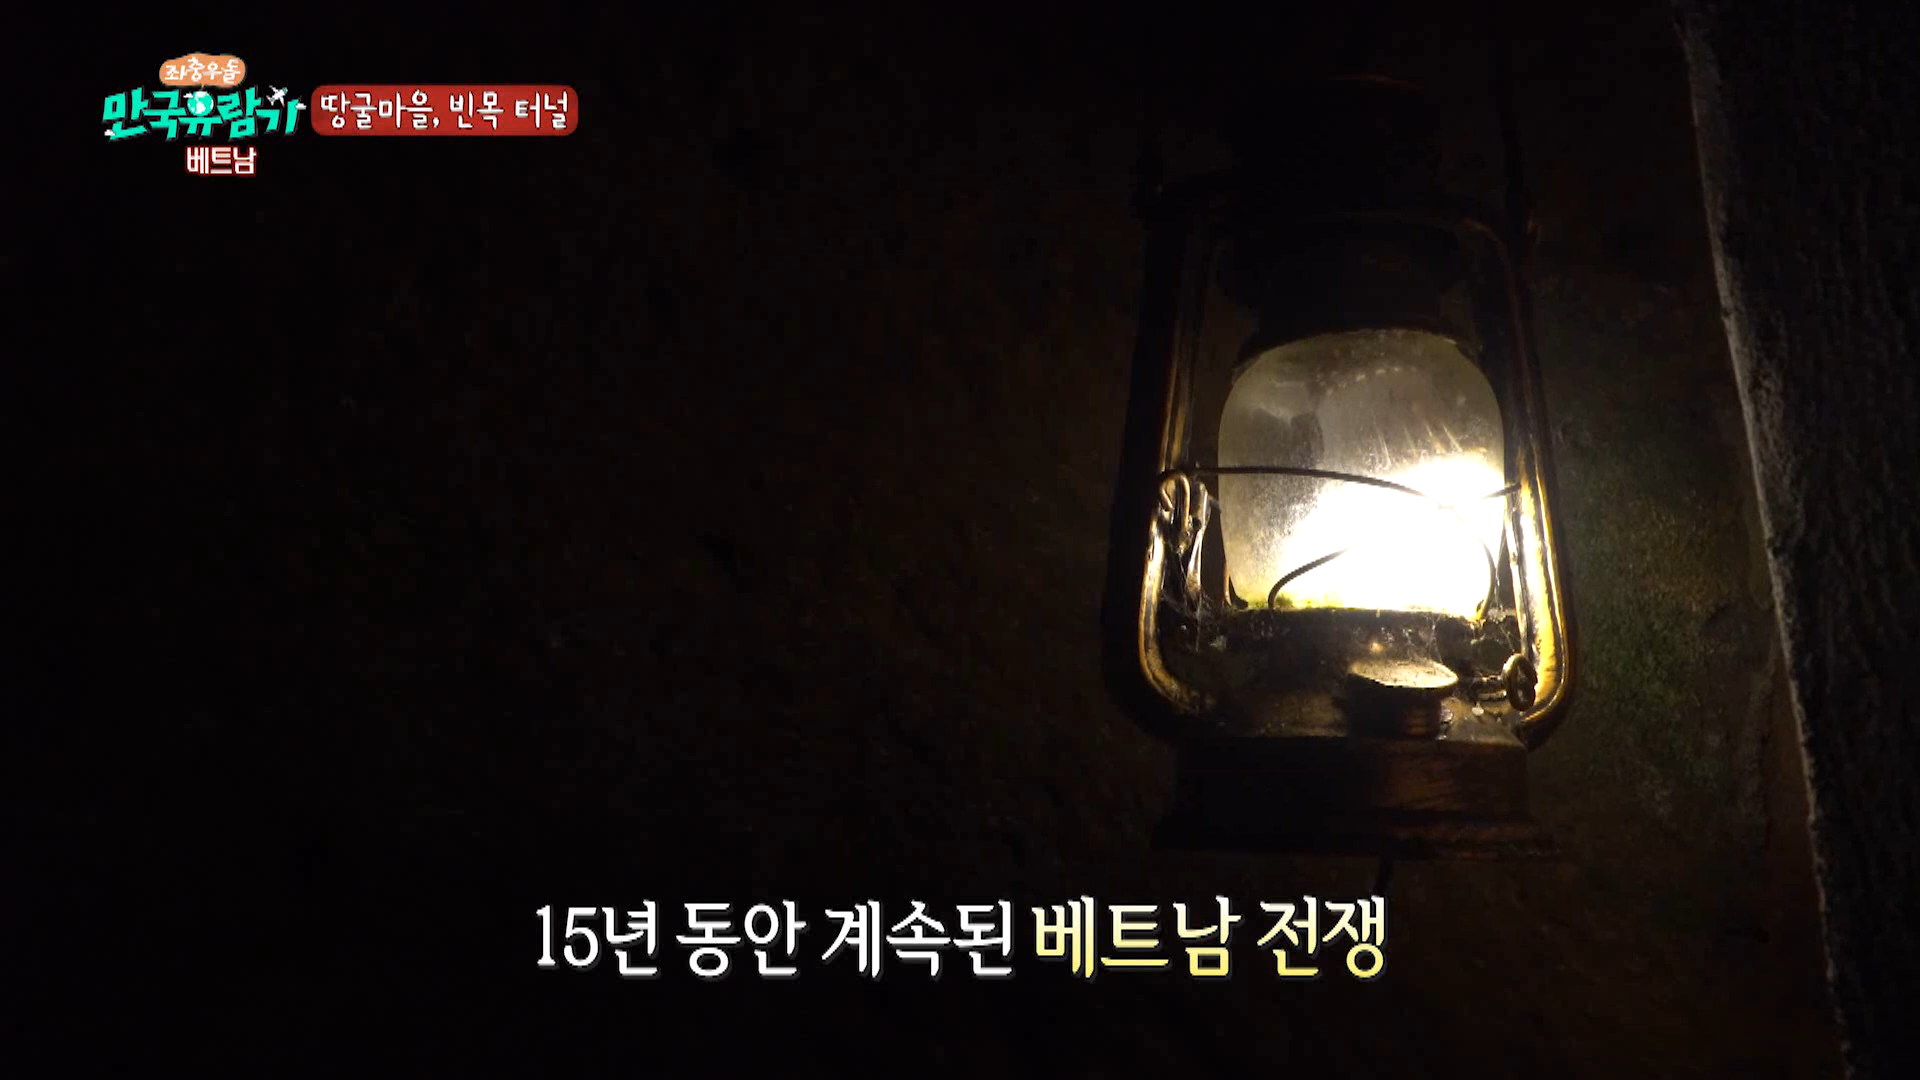 좌충우돌
만국유람기
베트남
땅굴마을, 빈목 터널
15년 동안 계속된 베트남 전쟁